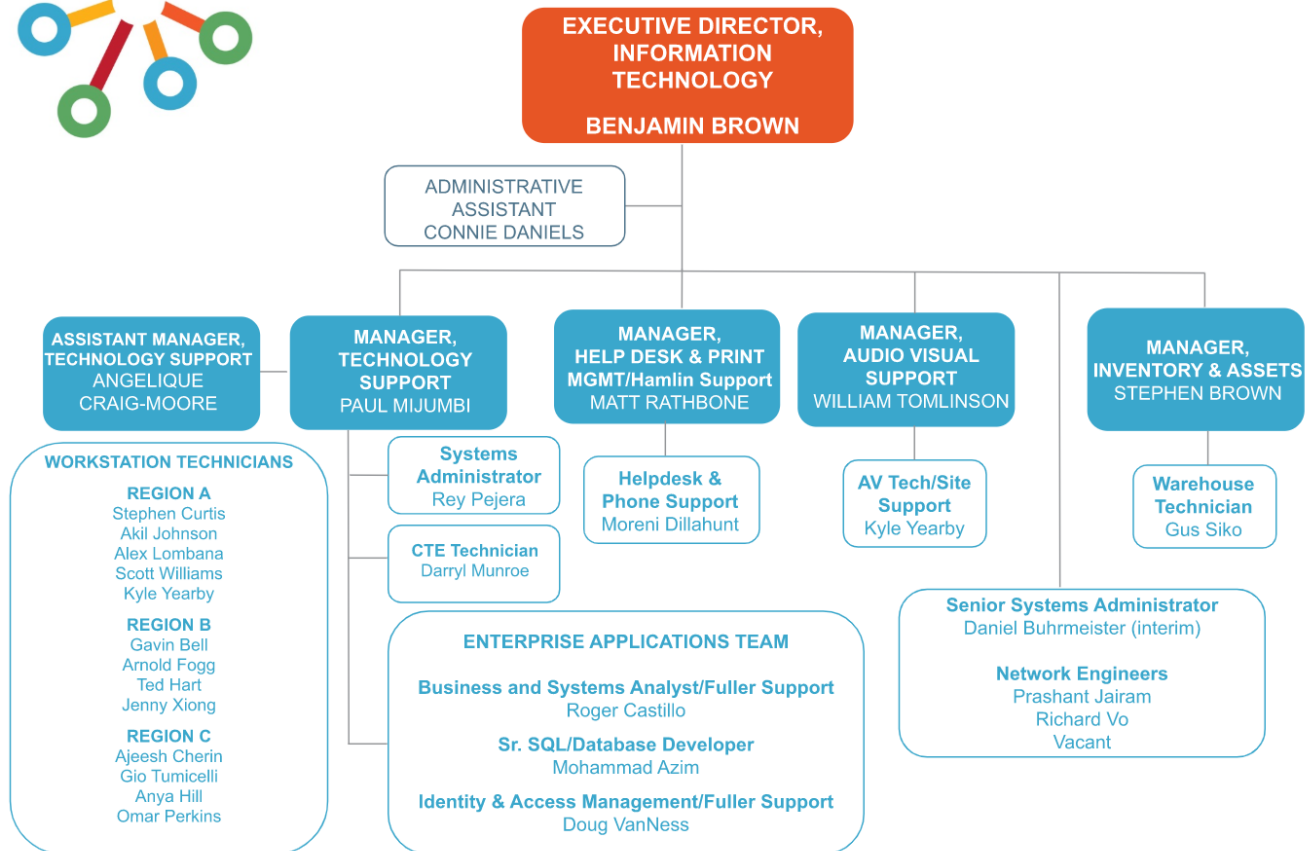 EXECUTIVE DIRECTOR,
INFORMATION
TECHNOLOGY
BENJAMIN BROWN
ADMINISTRATIVE
ASSISTANT
CONNIE DANIELS
ASSISTANT MANAGER,
TECHNOLOGY SUPPORT
ANGELIQUE
CRAIG-MOORE
MANAGER,
TECHNOLOGY
SUPPORT
PAUL MIJUMBI
MANAGER,
HELP DESK & PRINT
MGMT/Hamlin Support
MATT RATHBONE
MANAGER,
AUDIO VISUAL
SUPPORT
WILLIAM TOMLINSON
MANAGER,
INVENTORY & ASSETS
STEPHEN BROWN
WORKSTATION TECHNICIANS
REGION A
Stephen Curtis
Akil Johnson
Alex Lombana
Scott Williams
Kyle Yearby
REGION B
Gavin Bell
Arnold Fogg
Ted Hart
Jenny Xiong
REGION C
Ajeesh Cherin
Gio Tumicelli
Anya Hill
Omar Perkins
Systems
Administrator
Rey Pejera
CTE Technician
Darryl Munroe
ENTERPRISE APPLICATIONS TEAM
Business and Systems Analyst/Fuller Support
Roger Castillo
Sr. SQL/Database Developer
Mohammad Azim
Identity & Access Management/Fuller Support
Doug VanNess
Helpdesk &
Phone Support
Moreni Dillahunt
AV Tech/Site
Support
Kyle Yearby
Warehouse
Technician
Gus Siko
Senior Systems Administrator
Daniel Buhrmeister (interim)
Network Engineers
Prashant Jairam
Richard Vo
Vacant